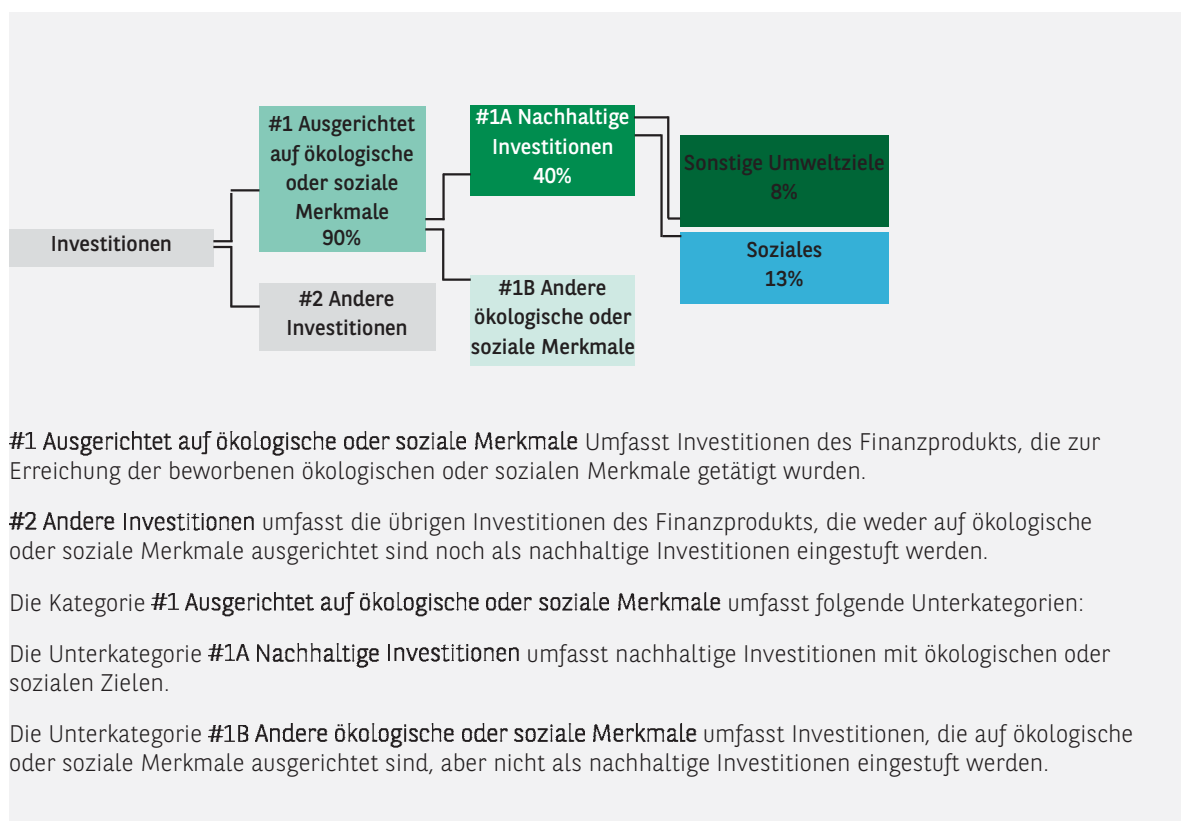 #1 Ausgerichtet
auf ökologische
oder soziale
Merkmale
90%
#1A Nachhaltige
Investitionen
40%
Sonstige Umweltziele
8%
Investitionen
Soziales
13%
#2 Andere
Investitionen
#1B Andere
ökologische oder
soziale Merkmale
#1 Ausgerichtet auf ökologische oder soziale Merkmale Umfasst Investitionen des Finanzprodukts, die zur
Erreichung der beworbenen ökologischen oder sozialen Merkmale getätigt wurden.
#2 Andere Investitionen umfasst die übrigen Investitionen des Finanzprodukts, die weder auf ökologische
oder soziale Merkmale ausgerichtet sind noch als nachhaltige Investitionen eingestuft werden.
Die Kategorie #1 Ausgerichtet auf ökologische oder soziale Merkmale umfasst folgende Unterkategorien:
Die Unterkategorie #1A Nachhaltige Investitionen umfasst nachhaltige Investitionen mit ökologischen oder
sozialen Zielen.
Die Unterkategorie #1B Andere ökologische oder soziale Merkmale umfasst Investitionen, die auf ökologische
oder soziale Merkmale ausgerichtet sind, aber nicht als nachhaltige Investitionen eingestuft werden.